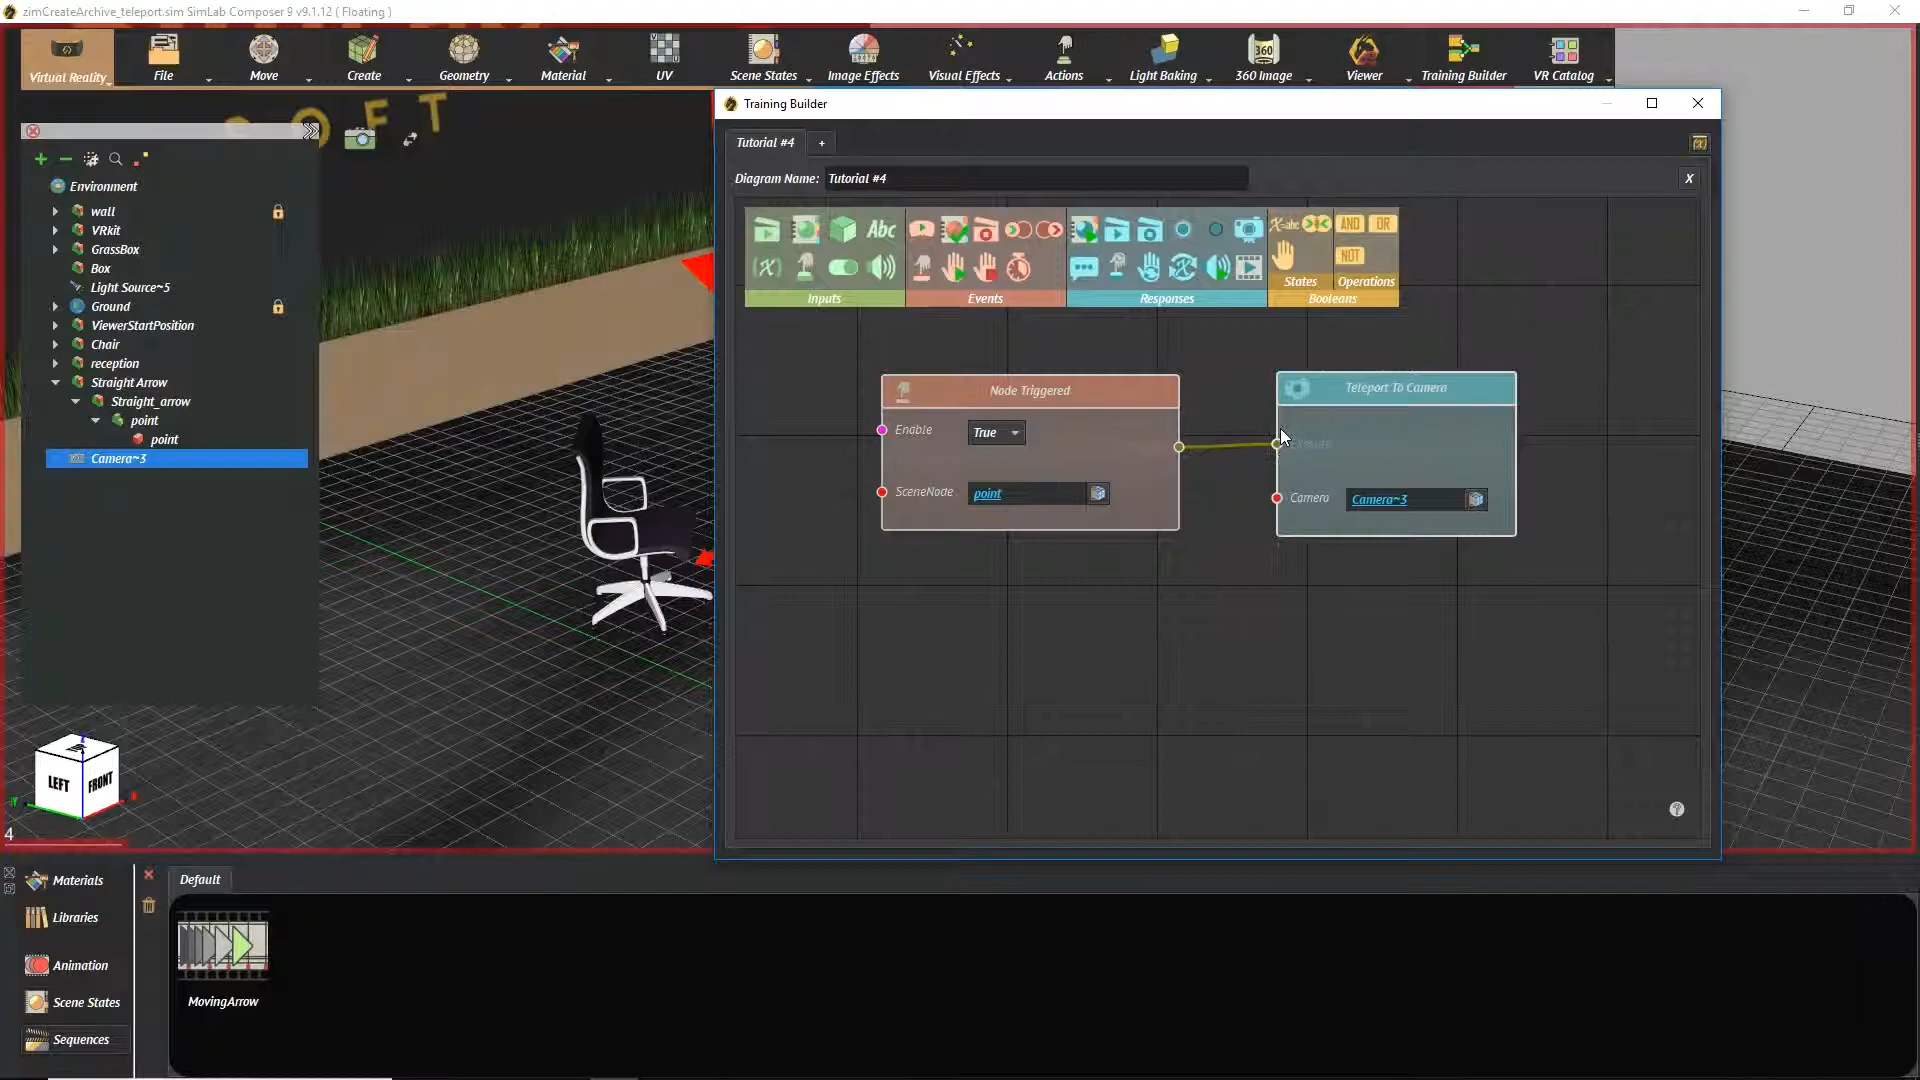 zimCreateArchive_teleport.sim SimLab Composer 9 v9.1.12 ( Floating )
Virtual Reality
File
Move
Create
Geometry
Material
UV
Scene States
Image Effects
Visual Effects
Actions
Light Baking
360 Image
Viewer
Training Builder
VR Catalog
360
O F T
Training Builder
Tutorial #4
+
Diagram Name: Tutorial #4
X
Abc
AND
OR
NOT
X=abc
(x)
Inputs
Events
Responses
States
Operations
Booleans
Environment
wall
VRkit
GrassBox
Box
Light Source~5
Ground
ViewerStartPosition
Chair
reception
Straight Arrow
Straight_arrow
point
point
Camera~3
Node Triggered
Enable
True
SceneNode
point
Teleport To Camera
Camera
Camera~3
LEFT
FRONT
4
Materials
Libraries
Animation
Scene States
Sequences
Default
MovingArrow